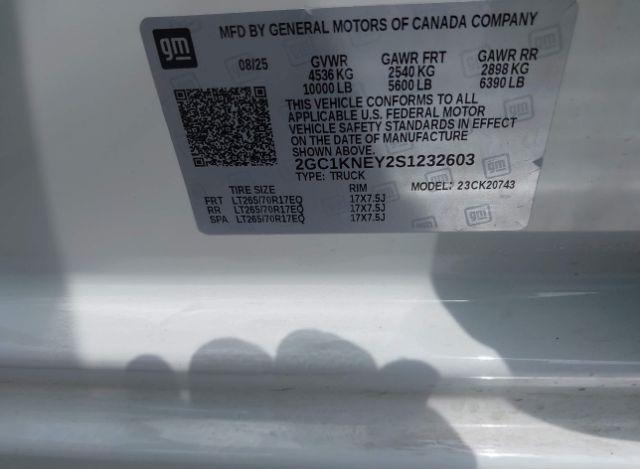 gm
MFD BY GENERAL MOTORS OF CANADA COMPANY
08/25 GVWR GAWR FRT GAWR RR
4536 KG 2540 KG 2898 KG
10000 LB 5600 LB 6390 LB
THIS VEHICLE CONFORMS TO ALL
APPLICABLE U.S. FEDERAL MOTOR
VEHICLE SAFETY STANDARDS IN EFFECT
ON THE DATE OF MANUFACTURE
SHOWN ABOVE.
2GC1KNEY2S1232603
TYPE: TRUCK MODEL: 23CK20743
TIRE SIZE RIM
FRT LT265/70R17EQ 17X7.5J
RR LT265/70R17EQ 17X7.5J
SPA LT265/70R17EQ 17X7.5J